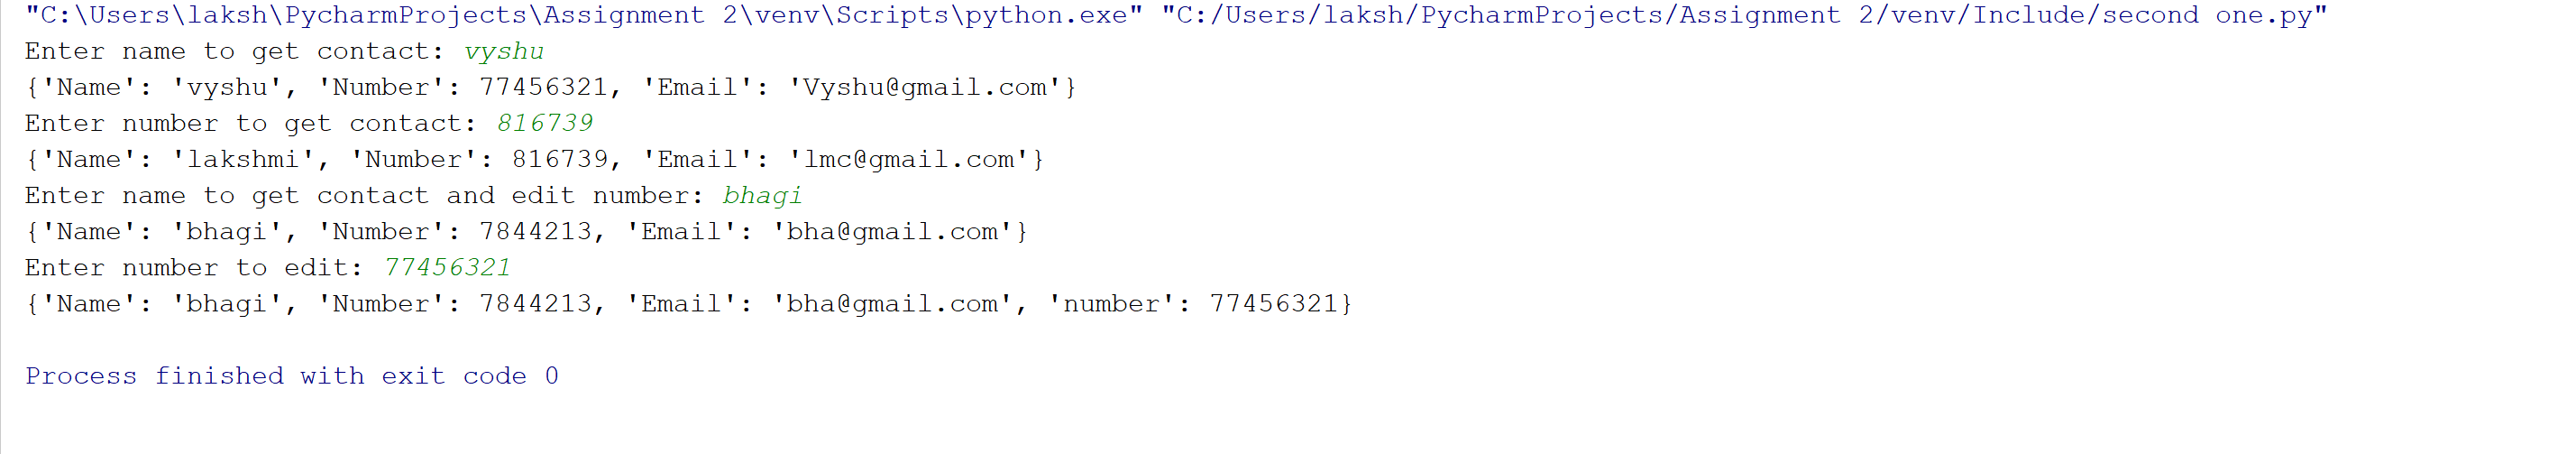 "C:\Users\laksh\PycharmProjects\Assignment 2\venv\Scripts\python.exe" "C:/Users/laksh/PycharmProjects/Assignment 2/venv/Include/second one.py"
Enter name to get contact: vyshu
{'Name': 'vyshu', 'Number': 77456321, 'Email': 'Vyshu@gmail.com'}
Enter number to get contact: 816739
{'Name': 'lakshmi', 'Number': 816739, 'Email': 'lmc@gmail.com'}
Enter name to get contact and edit number: bhagi
{'Name': 'bhagi', 'Number': 7844213, 'Email': 'bha@gmail.com'}
Enter number to edit: 77456321
{'Name': 'bhagi', 'Number': 7844213, 'Email': 'bha@gmail.com', 'number': 77456321}
Process finished with exit code 0